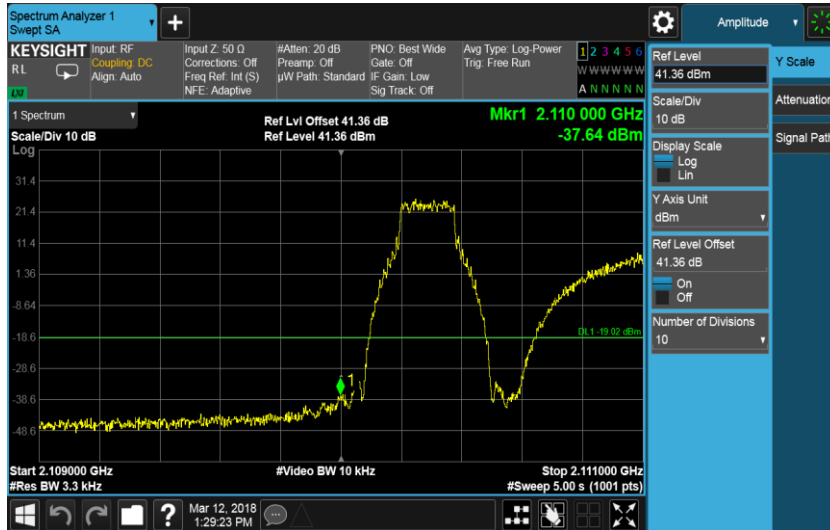 Spectrum Analyzer 1
Swept SA
+
Amplitude
KEYSIGHT
RL
Input: RF
Coupling: DC
Align: Auto
Input Z: 50 Ω
Corrections: Off
Freq Ref: Int (S)
NFE: Adaptive
#Atten: 20 dB
Preamp: Off
µW Path: Standard
PNO: Best Wide
Gate: Off
IF Gain: Low
Sig Track: Off
Avg Type: Log-Power
Trig: Free Run
1 2 3 4 5 6
W W W W W W
A N N N N N
1 Spectrum
Scale/Div 10 dB
Ref Lvl Offset 41.36 dB
Ref Level 41.36 dBm
Mkr1 2.110 000 GHz
-37.64 dBm
Log
31.4
21.4
11.4
1.36
-8.64
-18.6
-28.6
-38.6
-48.6
DL1 -19.02 dBm
1
Start 2.109000 GHz
#Res BW 3.3 kHz
#Video BW 10 kHz
Stop 2.111000 GHz
#Sweep 5.00 s (1001 pts)
Ref Level
41.36 dBm
Scale/Div
10 dB
Display Scale
Log
Lin
Y Axis Unit
dBm
Ref Level Offset
41.36 dB
On
Off
Number of Divisions
10
Y Scale
Attenuation
Signal Path
?
Mar 12, 2018
1:29:23 PM